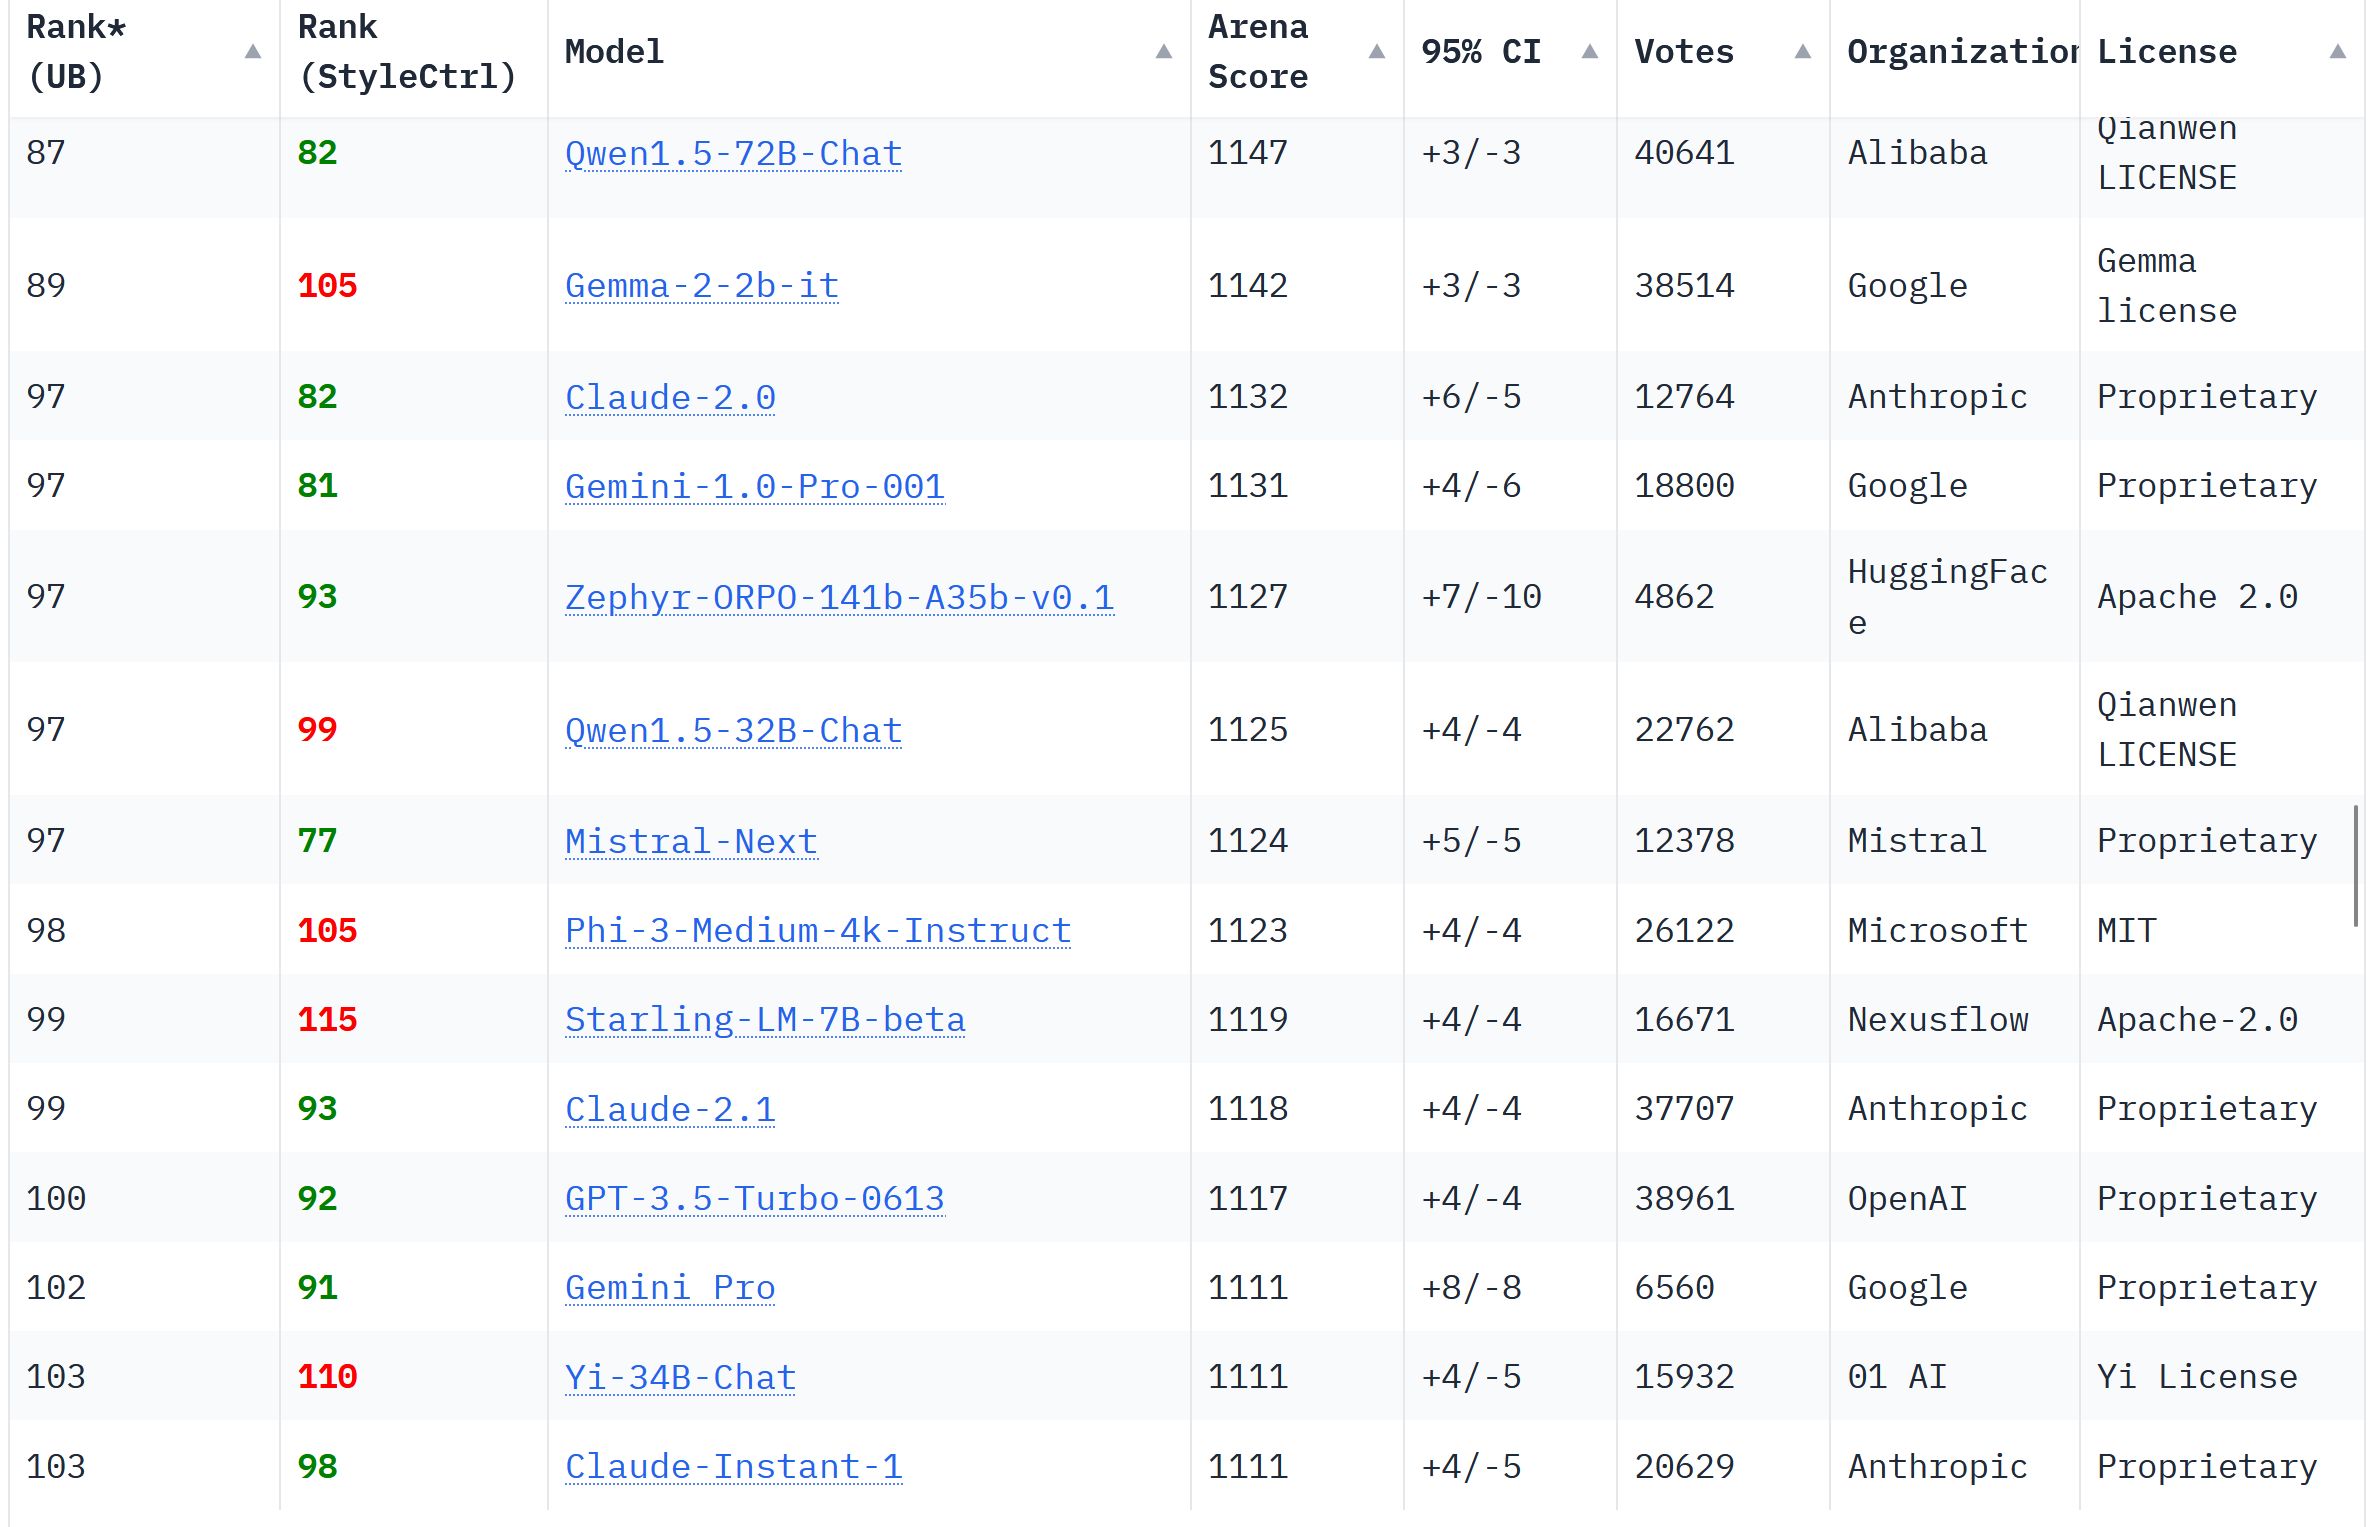 Rank* (UB) Rank (StyleCtrl) Model Arena Score 95% CI Votes Organization License
87 82 Qwen1.5-72B-Chat 1147 +3/-3 40641 Alibaba Qianwen LICENSE
89 105 Gemma-2-2b-it 1142 +3/-3 38514 Google Gemma license
97 82 Claude-2.0 1132 +6/-5 12764 Anthropic Proprietary
97 81 Gemini-1.0-Pro-001 1131 +4/-6 18800 Google Proprietary
97 93 Zephyr-ORPO-141b-A35b-v0.1 1127 +7/-10 4862 HuggingFace Apache 2.0
97 99 Qwen1.5-32B-Chat 1125 +4/-4 22762 Alibaba Qianwen LICENSE
97 77 Mistral-Next 1124 +5/-5 12378 Mistral Proprietary
98 105 Phi-3-Medium-4k-Instruct 1123 +4/-4 26122 Microsoft MIT
99 115 Starling-LM-7B-beta 1119 +4/-4 16671 Nexusflow Apache-2.0
99 93 Claude-2.1 1118 +4/-4 37707 Anthropic Proprietary
100 92 GPT-3.5-Turbo-0613 1117 +4/-4 38961 OpenAI Proprietary
102 91 Gemini Pro 1111 +8/-8 6560 Google Proprietary
103 110 Yi-34B-Chat 1111 +4/-5 15932 01 AI Yi License
103 98 Claude-Instant-1 1111 +4/-5 20629 Anthropic Proprietary